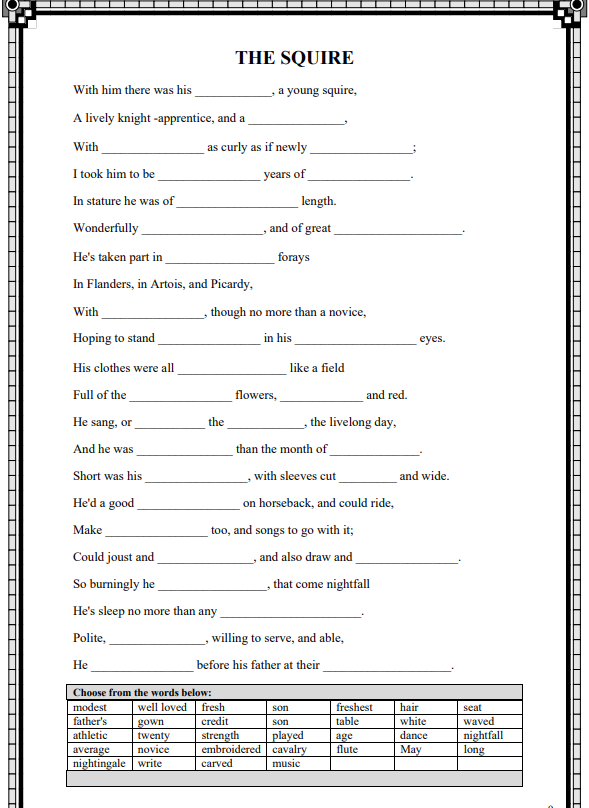 THE SQUIRE
With him there was his ____________, a young squire,
A lively knight -apprentice, and a _______________,
With ________________ as curly as if newly ________________;
I took him to be ________________ years of ________________.
In stature he was of ___________________ length.
Wonderfully ___________________, and of great ____________________.
He's taken part in _________________ forays
In Flanders, in Artois, and Picardy,
With ________________, though no more than a novice,
Hoping to stand ________________ in his ___________________ eyes.
His clothes were all _________________ like a field
Full of the ________________ flowers, _____________ and red.
He sang, or ___________ the ____________, the livelong day,
And he was _______________ than the month of ______________.
Short was his ________________, with sleeves cut _________ and wide.
He'd a good ________________ on horseback, and could ride,
Make ________________ too, and songs to go with it;
Could joust and _______________, and also draw and ________________.
So burningly he _________________, that come nightfall
He's sleep no more than any ______________________.
Polite, _______________, willing to serve, and able,
He ________________ before his father at their ____________________.
Choose from the words below:
modest well loved fresh son freshest hair seat
father's gown credit son table white waved
athletic twenty strength played age dance nightfall
average novice embroidered cavalry flute May long
nightingale write carved music